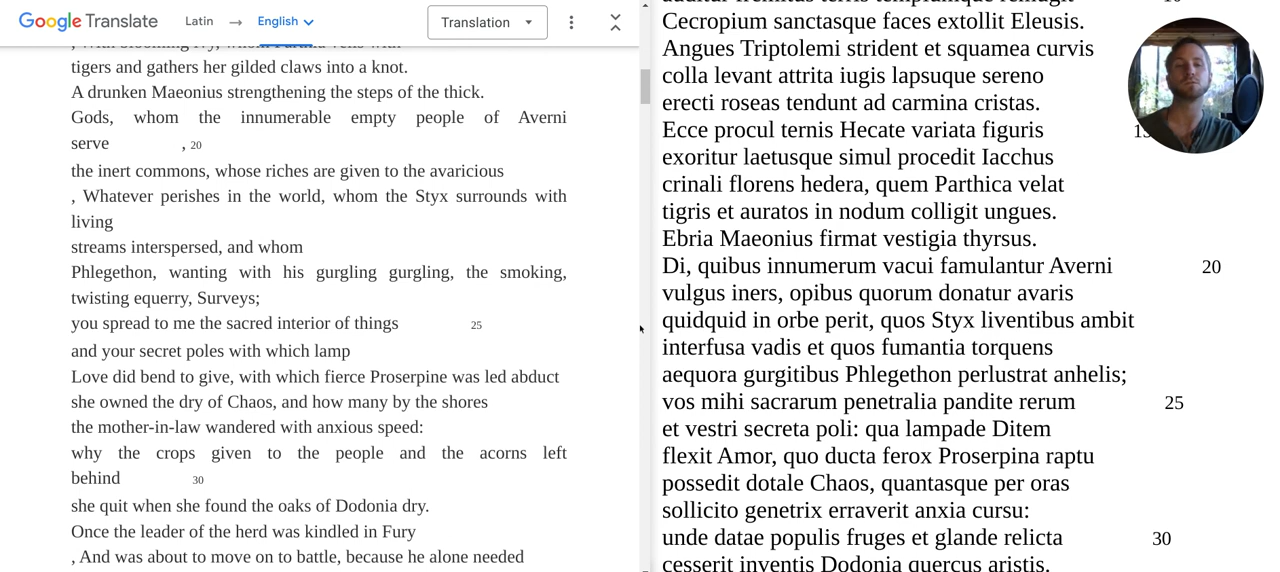 Google Translate Latin → English Translation
tigers and gathers her gilded claws into a knot.
A drunken Maeonius strengthening the steps of the thick.
Gods, whom the innumerable empty people of Averni
serve , 20
the inert commons, whose riches are given to the avaricious
, Whatever perishes in the world, whom the Styx surrounds with
living
streams interspersed, and whom
Phlegethon, wanting with his gurgling gurgling, the smoking,
twisting equerry, Surveys;
you spread to me the sacred interior of things 25
and your secret poles with which lamp
Love did bend to give, with which fierce Proserpine was led abduct
she owned the dry of Chaos, and how many by the shores
the mother-in-law wandered with anxious speed:
why the crops given to the people and the acorns left
behind 30
she quit when she found the oaks of Dodonia dry.
Once the leader of the herd was kindled in Fury
, And was about to move on to battle, because he alone needed
Cecropium sanctasque faces extollit Eleusis.
Angues Triptolemi strident et squamea curvis
colla levant attrita iugis lapsuque sereno
erecti roseas tendunt ad carmina cristas.
Ecce procul ternis Hecate variata figuris
exoritur laetusque simul procedit Iacchus
crinali florens hedera, quem Parthica velat
tigris et auratos in nodum colligit ungues.
Ebria Maeonius firmat vestigia thyrsus.
Di, quibus innumerum vacui famulantur Averni 20
vulgus iners, opibus quorum donatur avaris
quidquid in orbe perit, quos Styx liventibus ambit
interfusa vadis et quos fumantia torquens
aequora gurgitibus Phlegethon perlustrat anhelis;
vos mihi sacrarum penetralia pandite rerum 25
et vestri secreta poli: qua lampade Ditem
flexit Amor, quo ducta ferox Proserpina raptu
possedit dotale Chaos, quantasque per oras
sollicito genetrix erraverit anxia cursu:
unde datae populis fruges et glande relicta 30
cesserit inventis Dodonia quercus aristis.